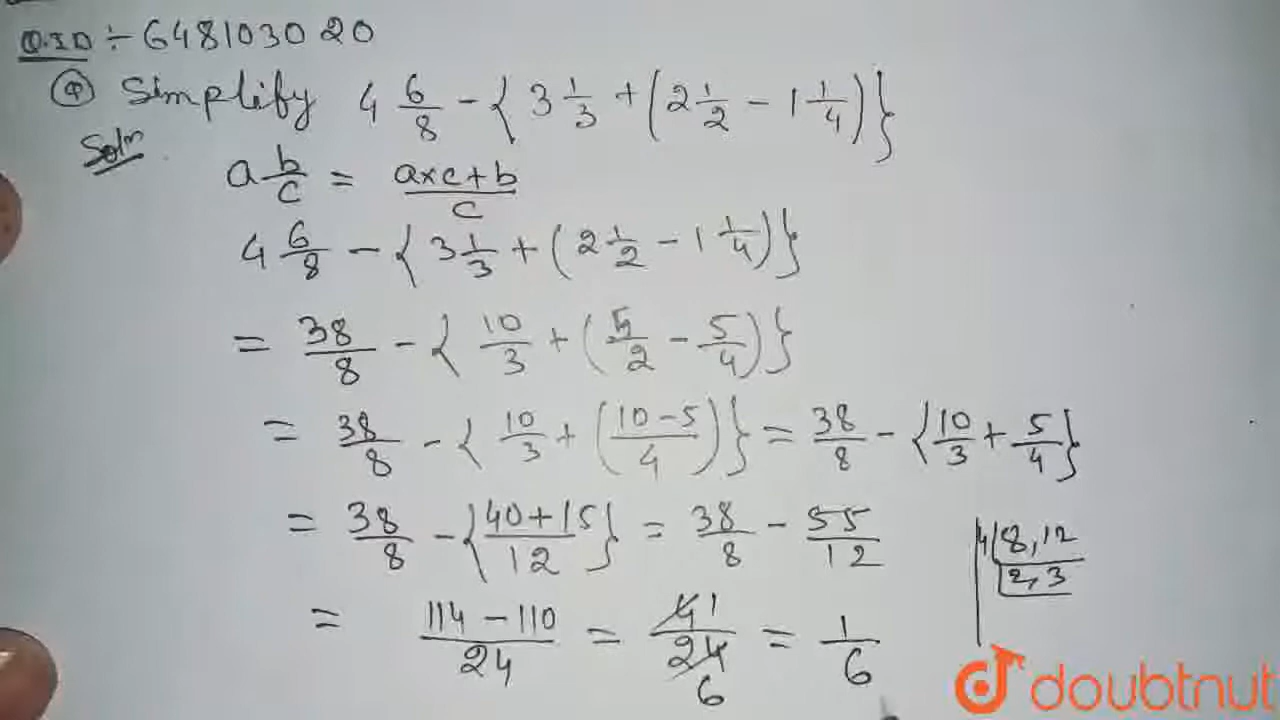 Q.ID ÷ 648103020
Q Simplify 4 6/8 - { 3 1/3 + ( 2 1/2 - 1 1/4 ) }
Soln
a b/c = a×c+b/c
4 6/8 - { 3 1/3 + ( 2 1/2 - 1 1/4 ) }
= 38/8 - { 10/3 + ( 5/2 - 5/4 ) }
= 38/8 - { 10/3 + ( 10-5/4 ) } = 38/8 - { 10/3 + 5/4 }
= 38/8 - { 40+15/12 } = 38/8 - 55/12
4 8, 12
2, 3
= 114-110/24 = 4 1/24 6 = 1/6
doubtnut